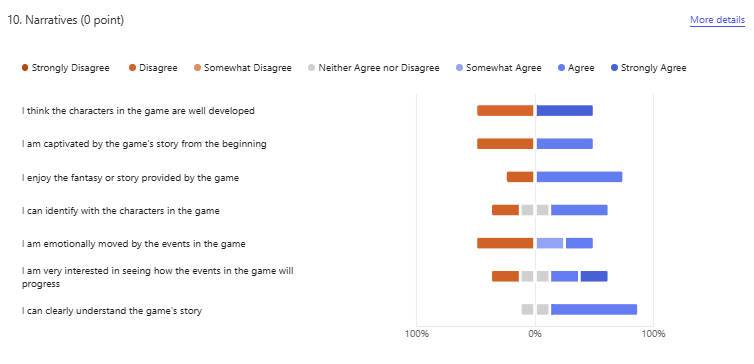 10. Narratives (0 point)
More details
Strongly Disagree
Disagree
Somewhat Disagree
Neither Agree nor Disagree
Somewhat Agree
Agree
Strongly Agree
I think the characters in the game are well developed
I am captivated by the game's story from the beginning
I enjoy the fantasy or story provided by the game
I can identify with the characters in the game
I am emotionally moved by the events in the game
I am very interested in seeing how the events in the game will
progress
I can clearly understand the game's story
100%
0%
100%